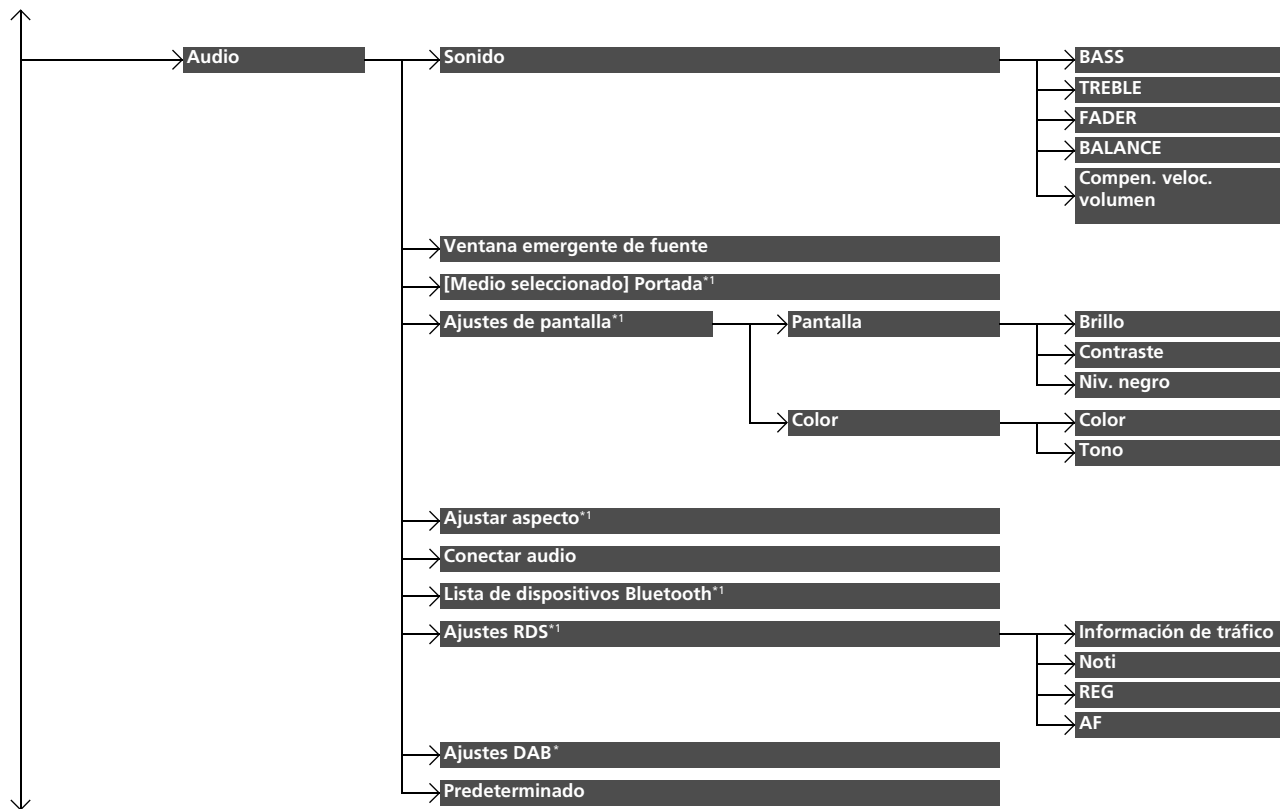 Audio
Sonido
BASS
TREBLE
FADER
BALANCE
Compen. veloc.
volumen
Ventana emergente de fuente
[Medio seleccionado] Portada*1
Ajustes de pantalla*1
Pantalla
Brillo
Contraste
Niv. negro
Color
Color
Tono
Ajustar aspecto*1
Conectar audio
Lista de dispositivos Bluetooth*1
Ajustes RDS*1
Información de tráfico
Noti
REG
AF
Ajustes DAB*
Predeterminado